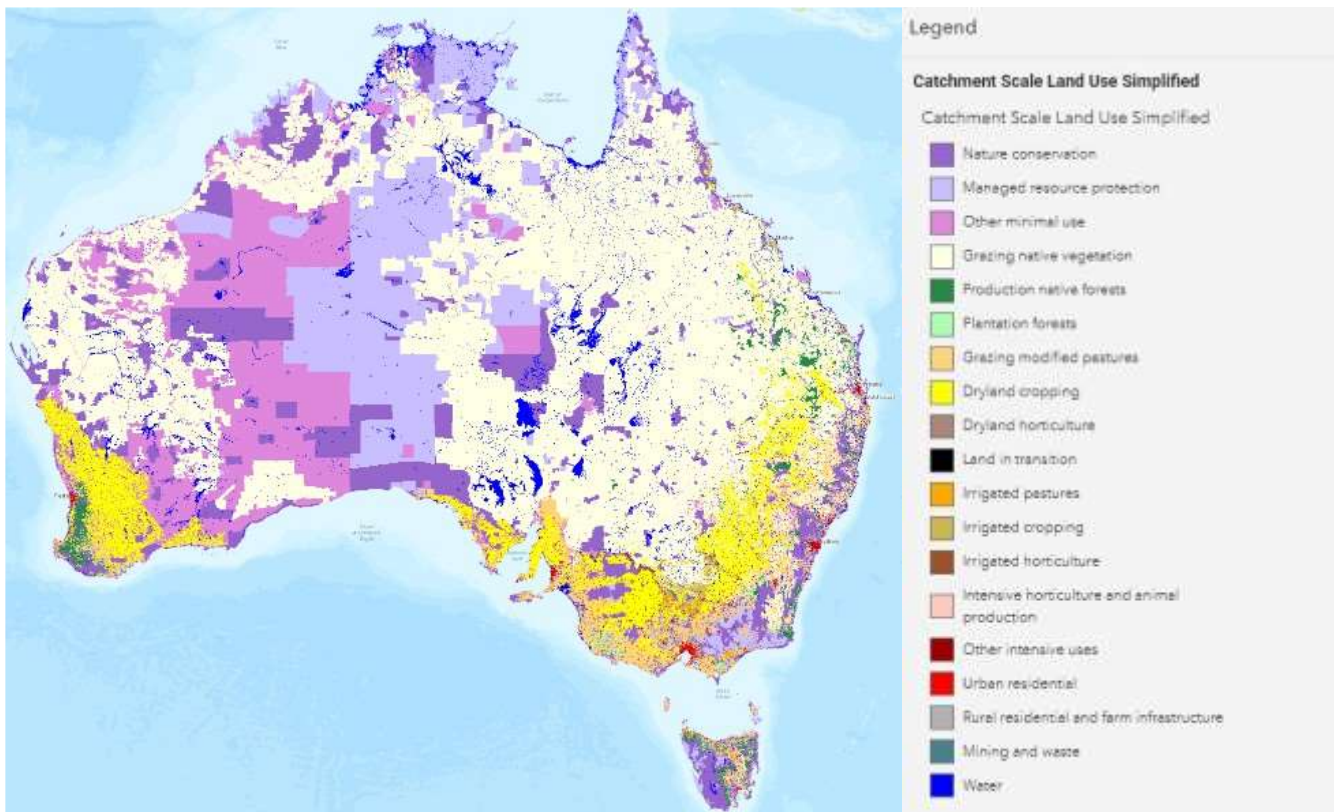 Legend
Catchment Scale Land Use Simplified
Catchment Scale Land Use Simplified
Nature conservation
Managed resource protection
Other minimal use
Grazing native vegetation
Production native forests
Plantation forests
Grazing modified pastures
Dryland cropping
Dryland horticulture
Land in transition
Irrigated pastures
Irrigated cropping
Irrigated horticulture
Intensive horticulture and animal
production
Other intensive uses
Urban residential
Rural residential and farm infrastructure
Mining and waste
Water